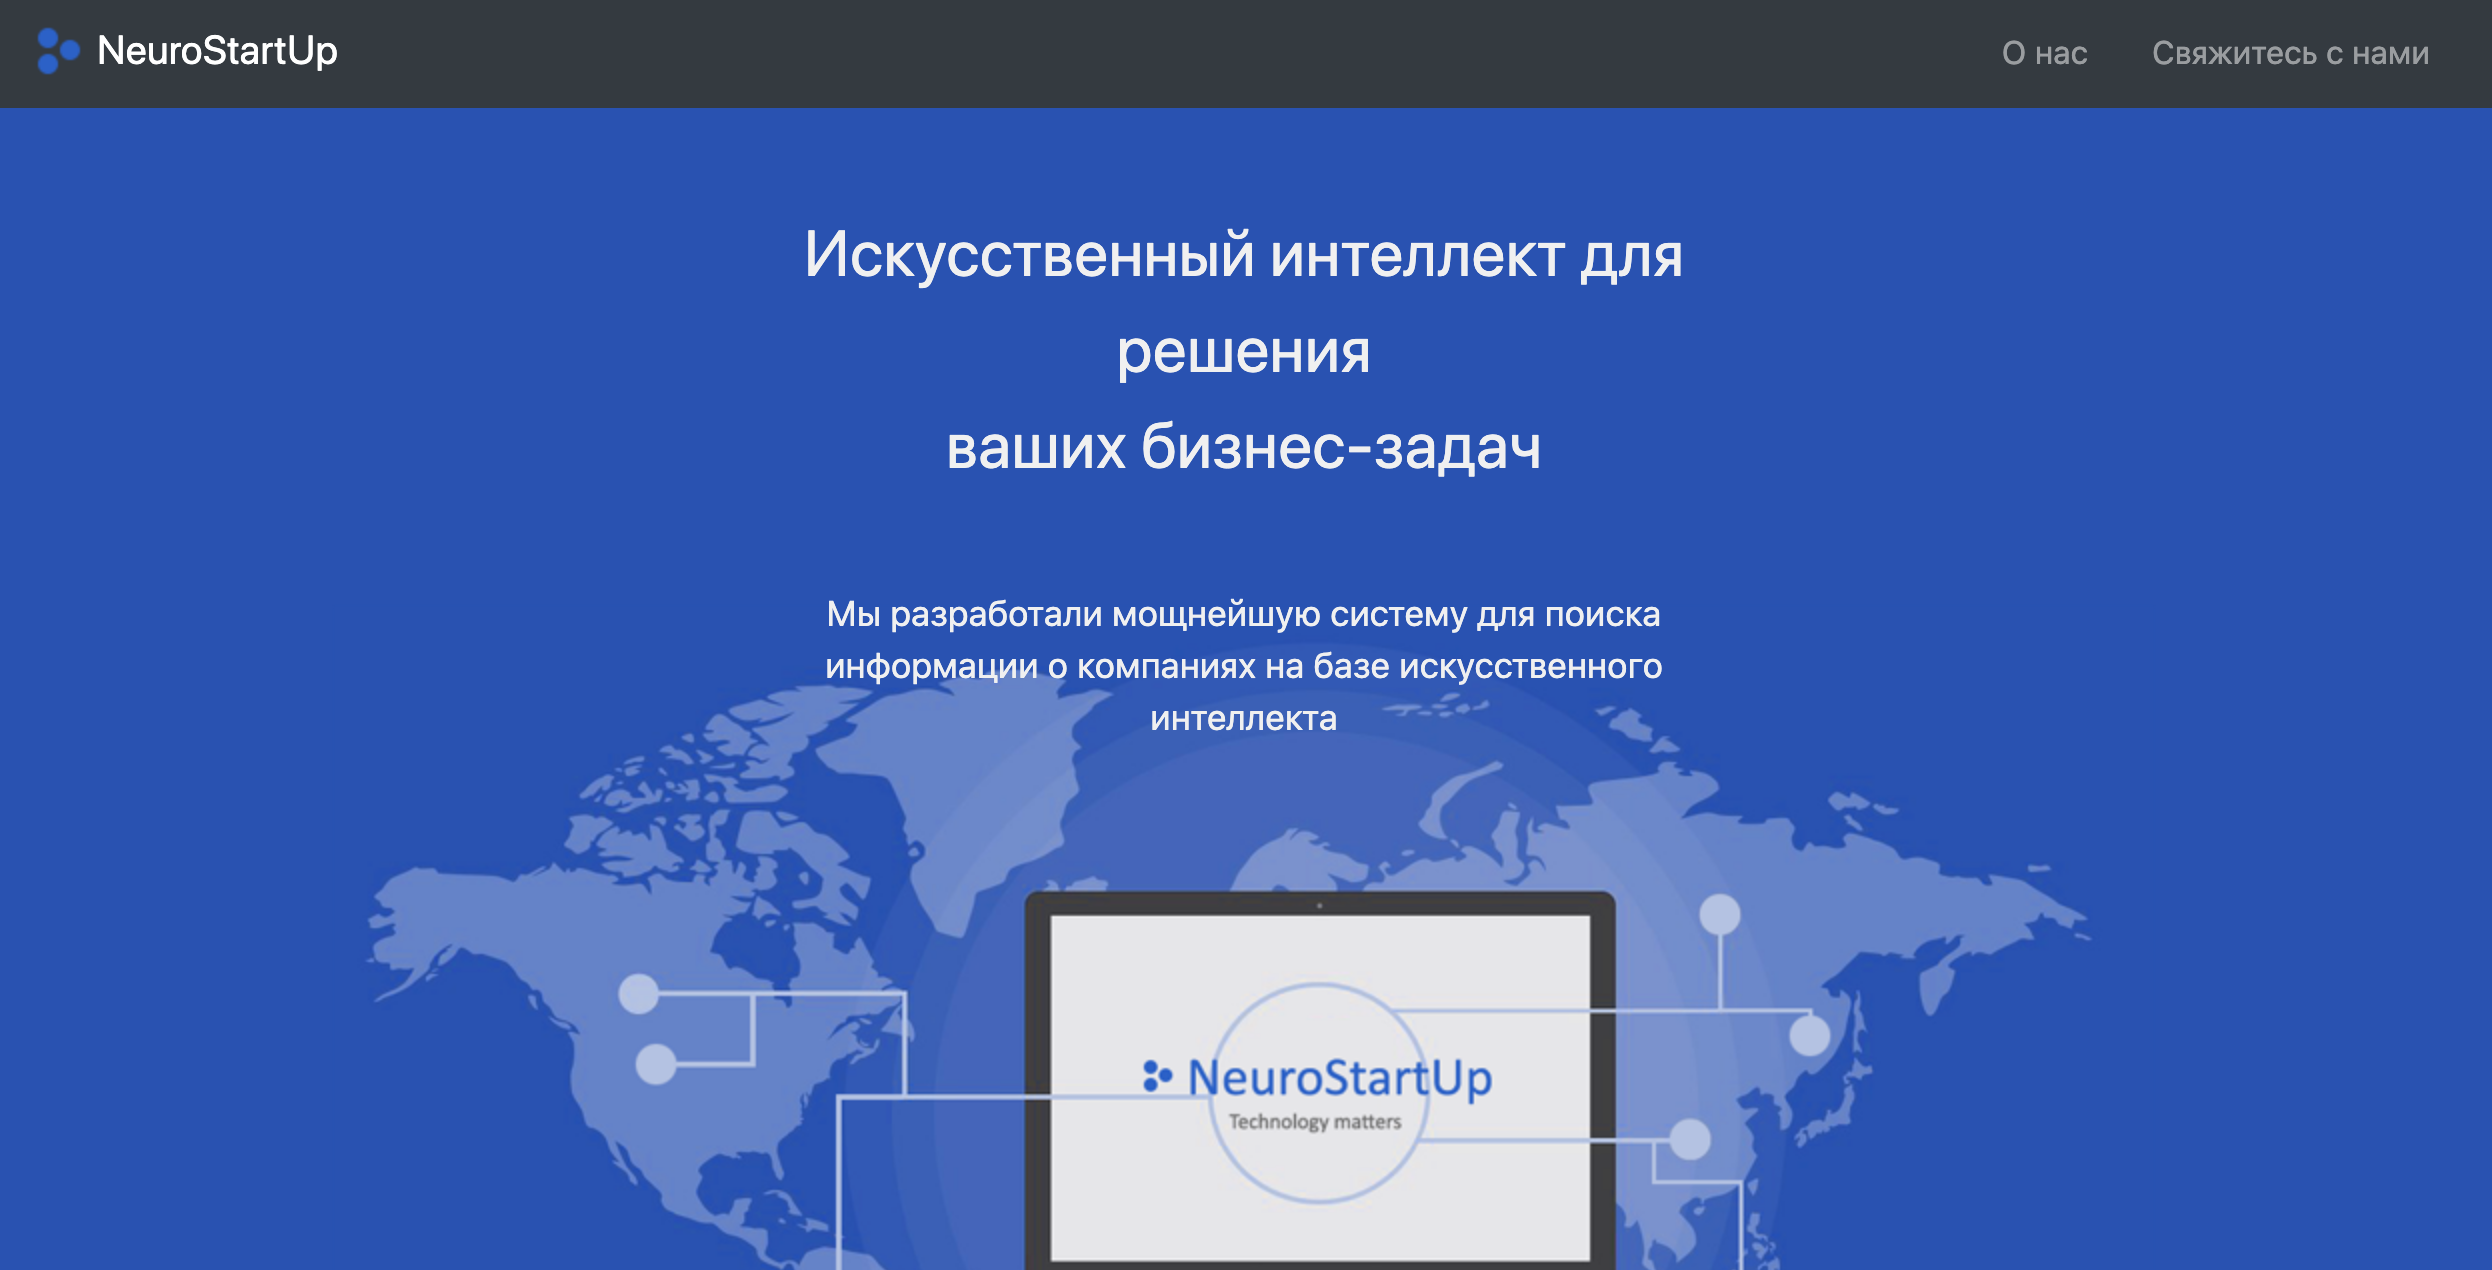 NeuroStartUp
О нас
Свяжитесь с нами
Искусственный интеллект для
решения
ваших бизнес-задач
Мы разработали мощнейшую систему для поиска
информации о компаниях на базе искусственного
интеллекта
NeuroStartUp
Technology matters